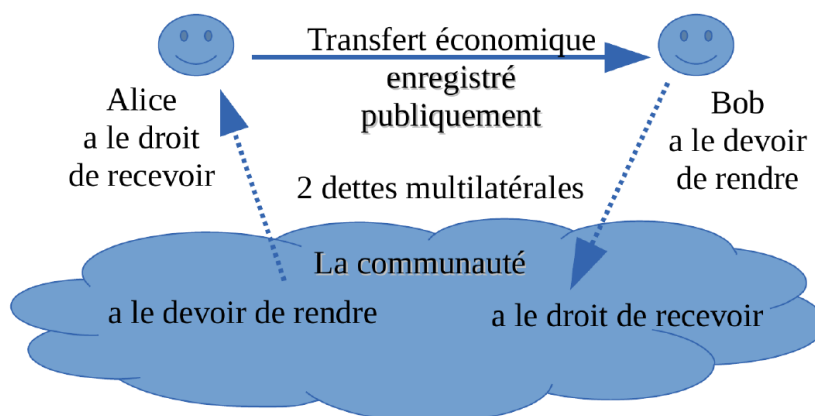 Transfert économique
enregistré
publiquement
Alice
a le droit
de recevoir
Bob
a le devoir
de rendre
2 dettes multilatérales
La communauté
a le devoir de rendre
a le droit de recevoir